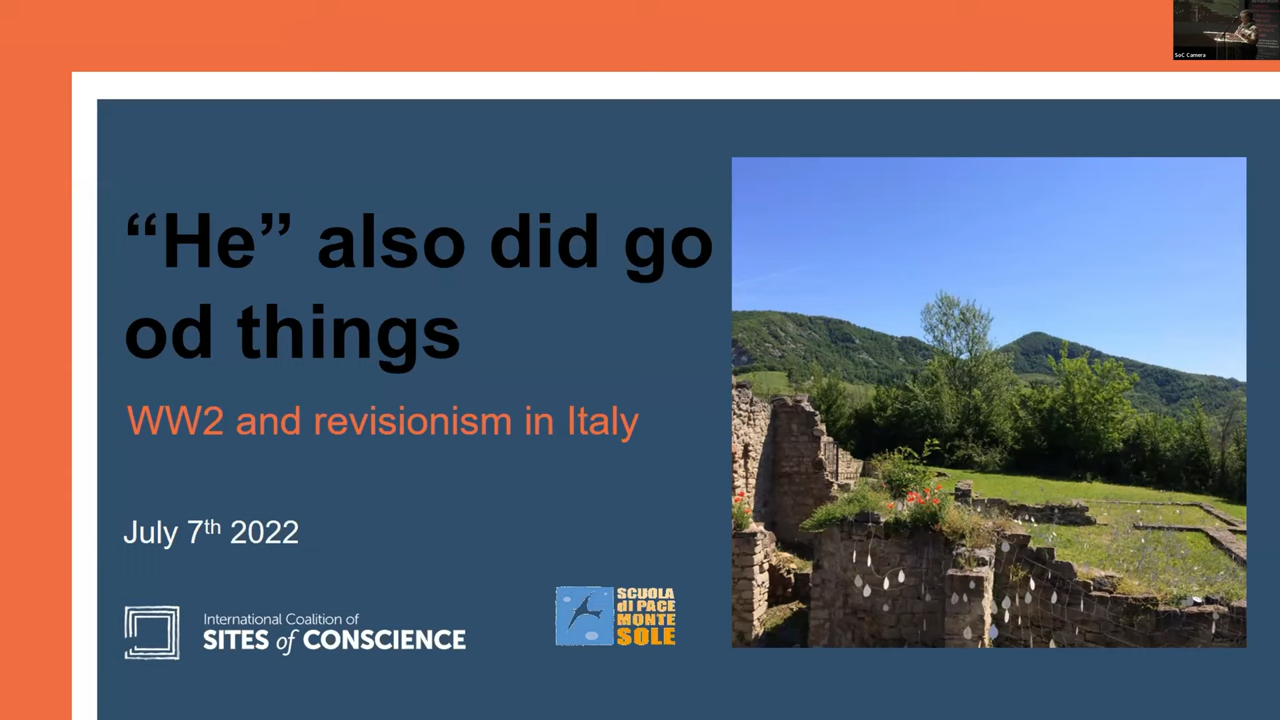 SoC Camera
“He” also did go
od things
WW2 and revisionism in Italy
July 7th 2022
International Coalition of
SITES of CONSCIENCE
SCUOLA
di PACE
MONTE
SOLE